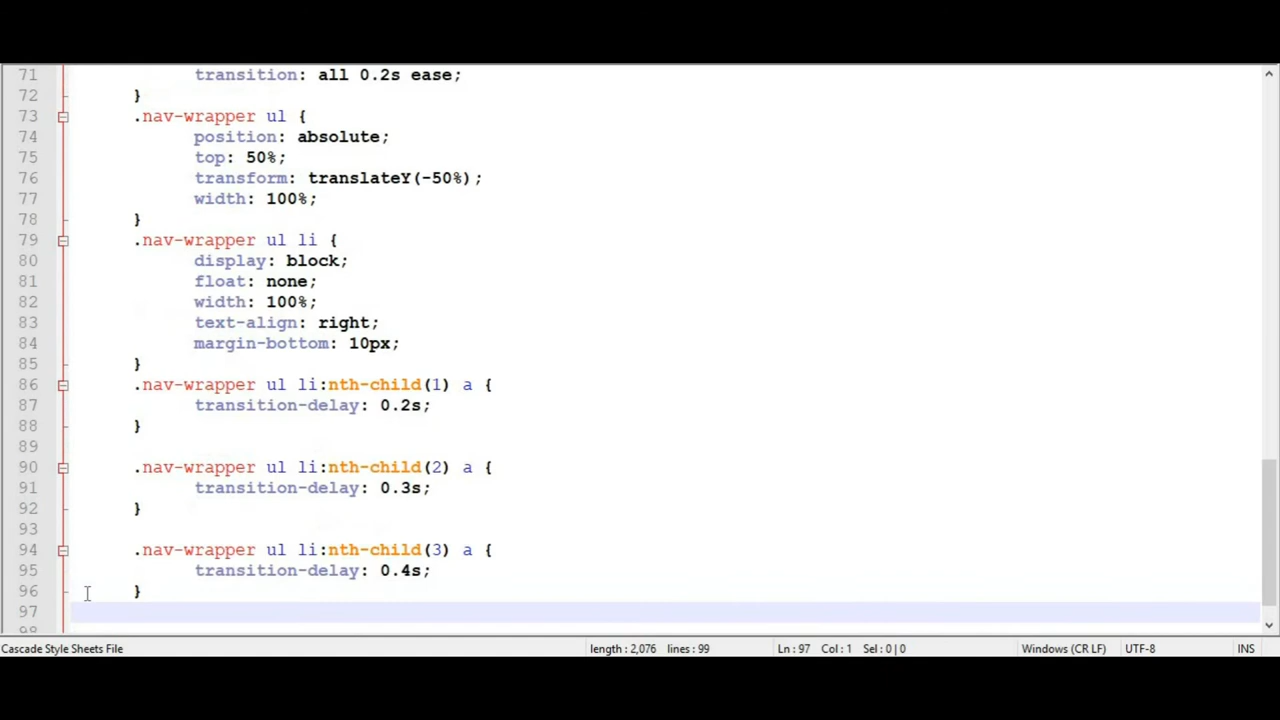 71 transition: all 0.2s ease;
72 }
73 .nav-wrapper ul {
74 position: absolute;
75 top: 50%;
76 transform: translateY(-50%);
77 width: 100%;
78 }
79 .nav-wrapper ul li {
80 display: block;
81 float: none;
82 width: 100%;
83 text-align: right;
84 margin-bottom: 10px;
85 }
86 .nav-wrapper ul li:nth-child(1) a {
87 transition-delay: 0.2s;
88 }
89
90 .nav-wrapper ul li:nth-child(2) a {
91 transition-delay: 0.3s;
92 }
93
94 .nav-wrapper ul li:nth-child(3) a {
95 transition-delay: 0.4s;
96 }
97
98
Cascade Style Sheets File length : 2,076 lines : 99 Ln : 97 Col : 1 Sel : 0 | 0 Windows (CR LF) UTF-8 INS